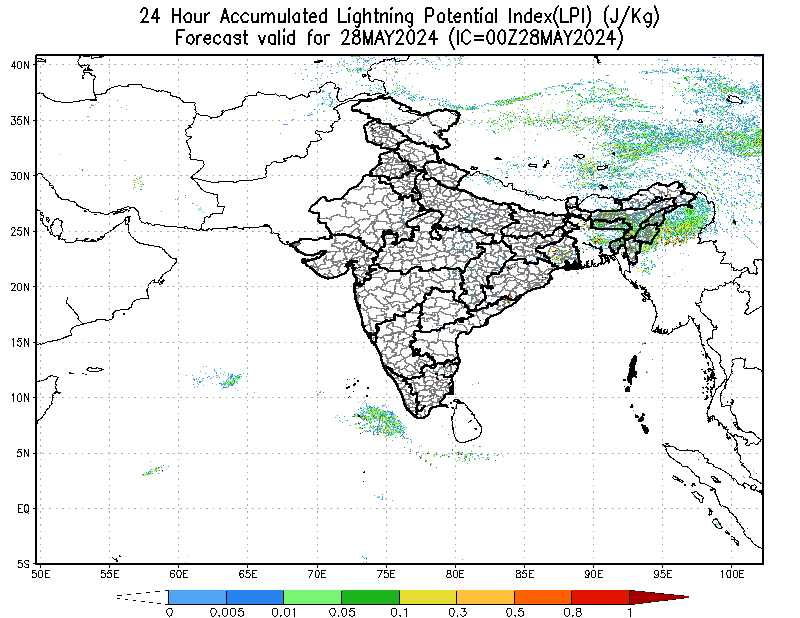 24 Hour Accumulated Lightning Potential Index(LPI) (J/Kg)
Forecast valid for 28MAY2024 (IC=00Z28MAY2024)
40N
35N
30N
25N
20N
15N
10N
5N
EQ
5S
50E 55E 60E 65E 70E 75E 80E 85E 90E 95E 100E
0 0.005 0.01 0.05 0.1 0.3 0.5 0.8 1